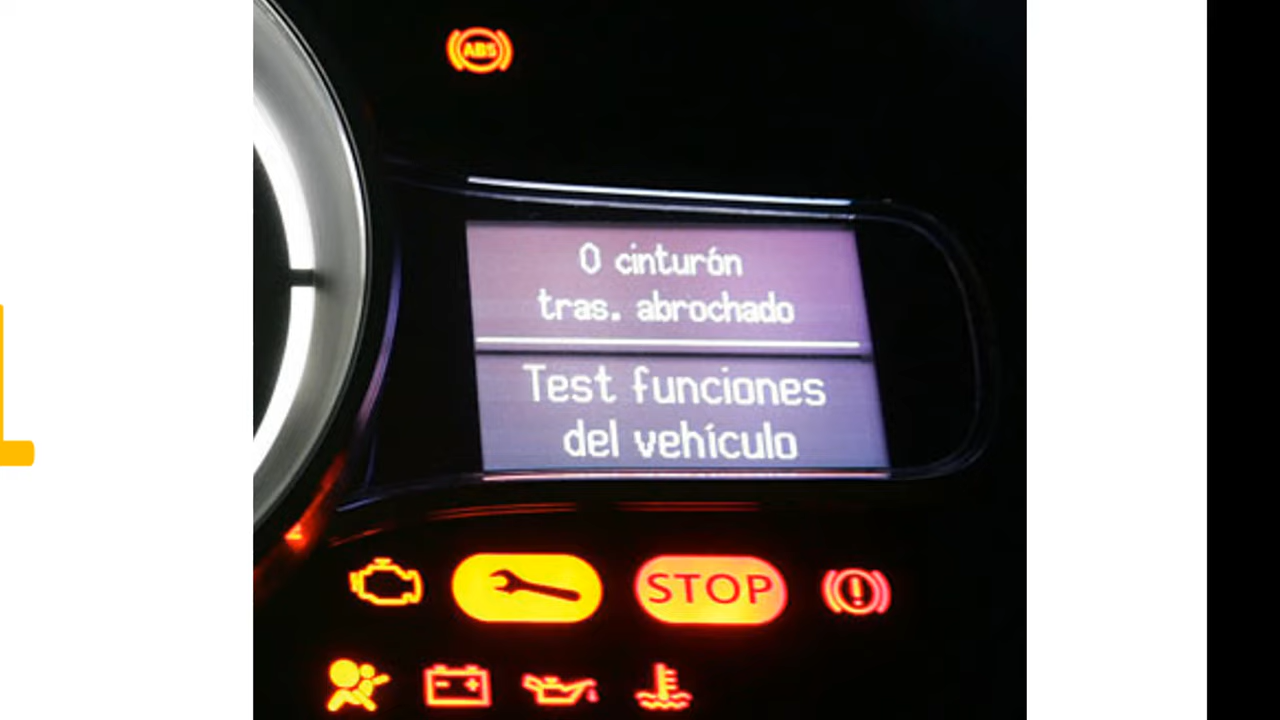 ABS
0 cinturón
tras. abrochado
Test funciones
del vehículo
STOP